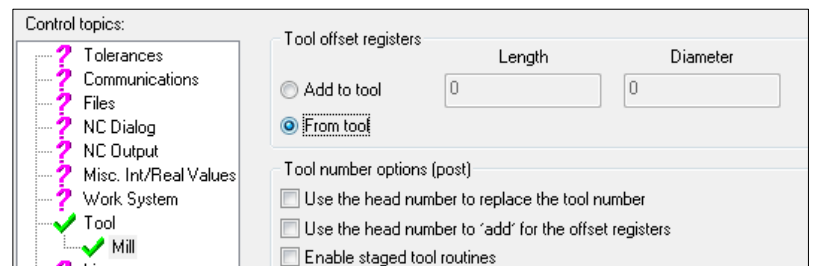 Control topics:
Tolerances
Communications
Files
NC Dialog
NC Output
Misc. Int/Real Values
Work System
Tool
Mill
Tool offset registers
Length
Diameter
Add to tool
0
0
From tool
Tool number options (post)
Use the head number to replace the tool number
Use the head number to ‘add’ for the offset registers
Enable staged tool routines